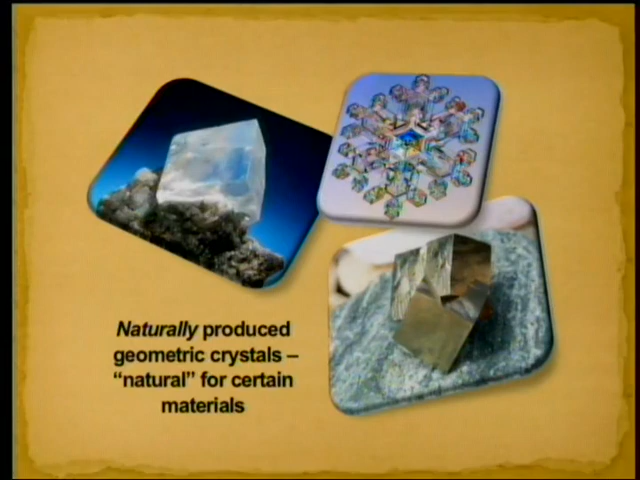 Naturally produced
geometric crystals –
“natural” for certain
materials